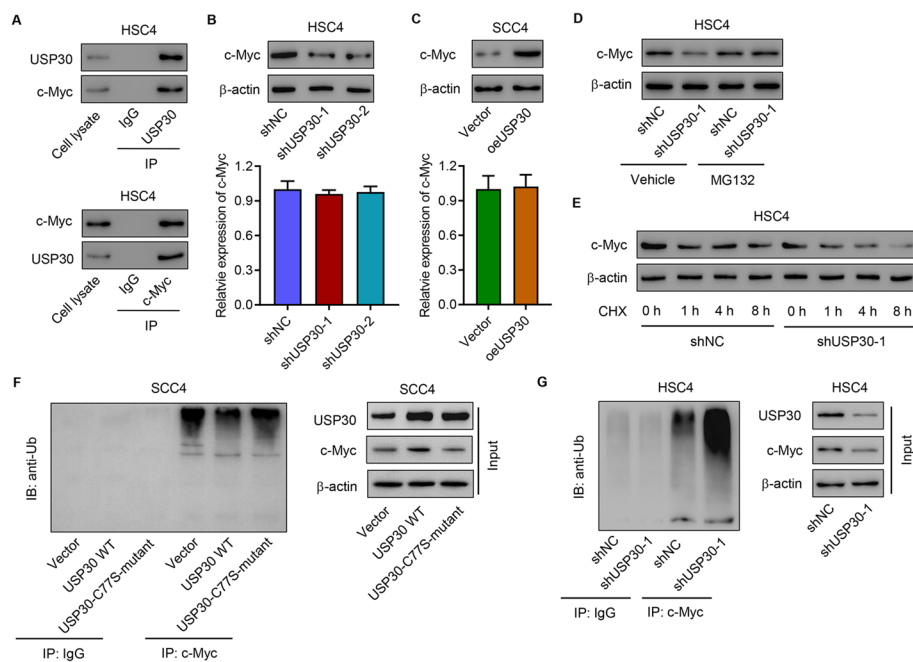 A
HSC4
USP30
c-Myc
Cell lysate
IgG
USP30
IP
HSC4
c-Myc
USP30
Cell lysate
IgG
c-Myc
IP
B
HSC4
c-Myc
β-actin
shNC
shUSP30-1
shUSP30-2
Relatvie expression of c-Myc
1.2
0.9
0.6
0.3
0.0
shNC
shUSP30-1
shUSP30-2
C
SCC4
c-Myc
β-actin
Vector
oeUSP30
Relatvie expression of c-Myc
1.2
0.9
0.6
0.3
0.0
Vector
oeUSP30
D
HSC4
c-Myc
β-actin
shNC
shUSP30-1
shNC
shUSP30-1
Vehicle
MG132
E
HSC4
c-Myc
β-actin
CHX 0 h 1 h 4 h 8 h 0 h 1 h 4 h 8 h
shNC
shUSP30-1
F
SCC4
IB: anti-Ub
Vector
USP30 WT
USP30-C77S-mutant
Vector
USP30 WT
USP30-C77S-mutant
IP: IgG
IP: c-Myc
SCC4
USP30
c-Myc
β-actin
Input
Vector
USP30 WT
USP30-C77S-mutant
G
HSC4
IB: anti-Ub
shNC
shUSP30-1
shNC
shUSP30-1
IP: IgG
IP: c-Myc
HSC4
USP30
c-Myc
β-actin
Input
shNC
shUSP30-1